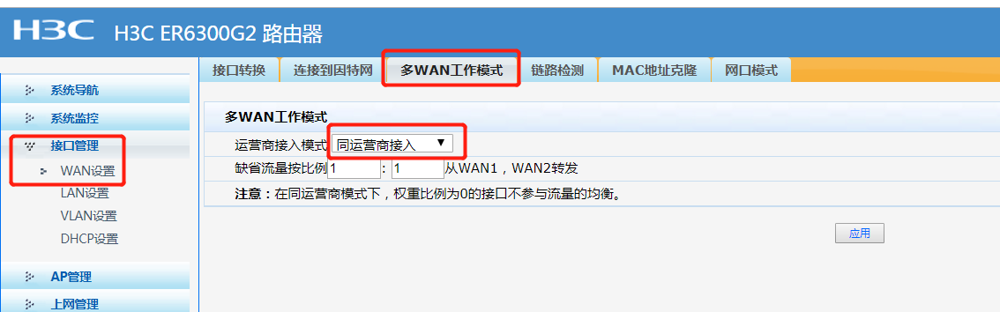 H3C H3C ER6300G2 路由器
接口转换 连接到因特网 多WAN工作模式 链路检测 MAC地址克隆 网口模式
系统导航
系统监控
接口管理
WAN设置
LAN设置
VLAN设置
DHCP设置
AP管理
上网管理
多WAN工作模式
运营商接入模式 同运营商接入
缺省流量按比例 1 : 1 从WAN1，WAN2转发
注意：在同运营商模式下，权重比例为0的接口不参与流量的均衡。
应用